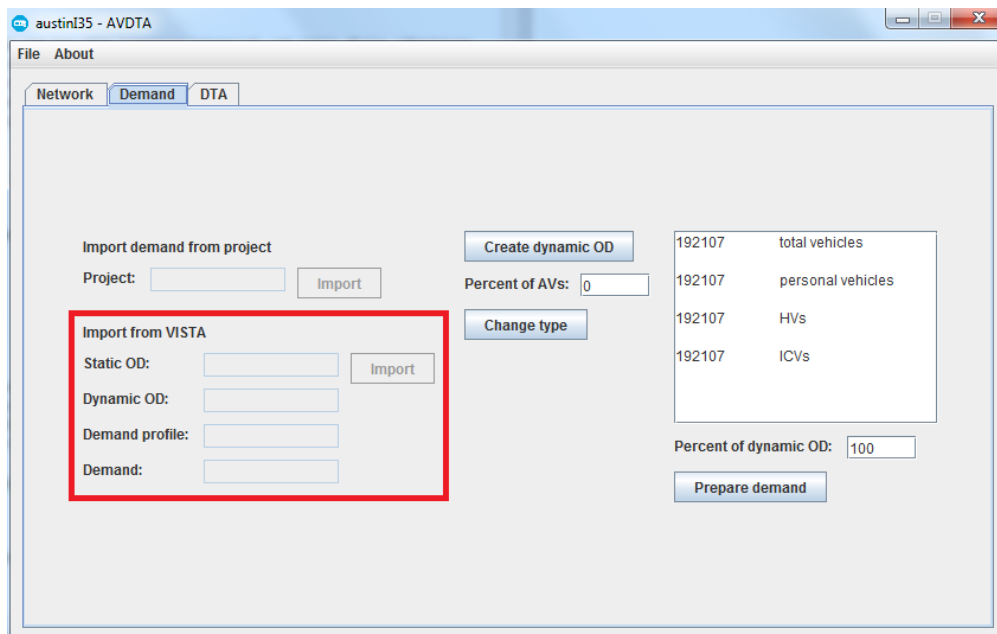 austinI35 - AVDTA
File About
Network Demand DTA
Import demand from project
Project: Import
Import from VISTA
Static OD: Import
Dynamic OD:
Demand profile:
Demand:
Create dynamic OD
Percent of AVs: 0
Change type
192107 total vehicles
192107 personal vehicles
192107 HVs
192107 ICVs
Percent of dynamic OD: 100
Prepare demand